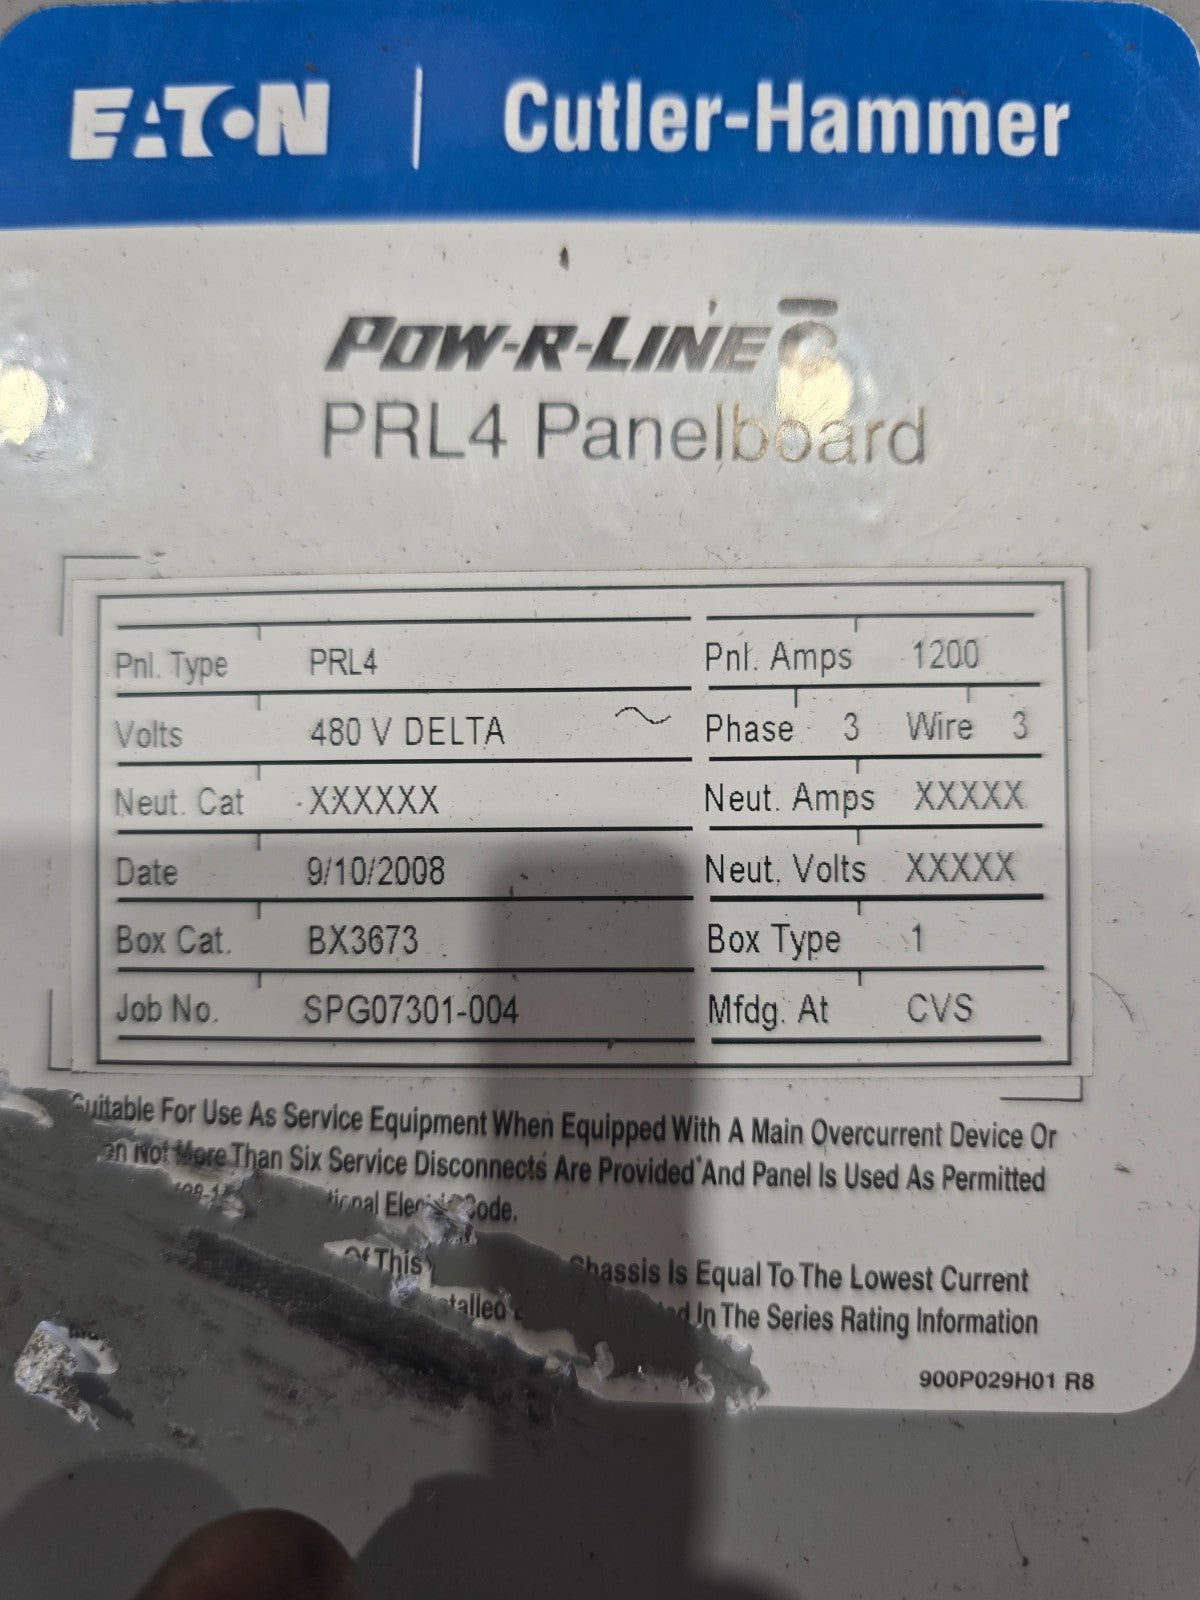 EATON | Cutler-Hammer
POW-R-LINE C
PRL4 Panelboard
Pnl. Type PRL4 Pnl. Amps 1200
Volts 480 V DELTA ~ Phase 3 Wire 3
Neut. Cat XXXXXX Neut. Amps XXXXX
Date 9/10/2008 Neut. Volts XXXXX
Box Cat. BX3673 Box Type 1
Job No. SPG07301-004 Mfdg. At CVS
Suitable For Use As Service Equipment When Equipped With A Main Overcurrent Device Or
Not More Than Six Service Disconnects Are Provided And Panel Is Used As Permitted
Code.
Of This Chassis Is Equal To The Lowest Current
In The Series Rating Information
900P029H01 R8